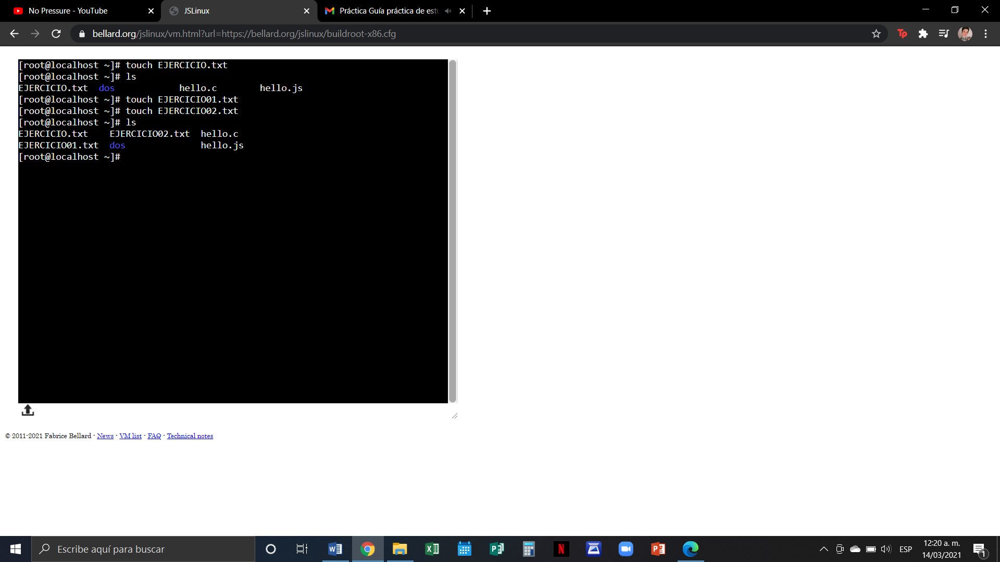 No Pressure - YouTube
JSLinux
Práctica Guía práctica de est
bellard.org/jslinux/vm.html?url=https://bellard.org/jslinux/buildroot-x86.cfg
Tp
[root@localhost ~]# touch EJERCICIO.txt
[root@localhost ~]# ls
EJERCICIO.txt  dos            hello.c        hello.js
[root@localhost ~]# touch EJERCICIO01.txt
[root@localhost ~]# touch EJERCICIO02.txt
[root@localhost ~]# ls
EJERCICIO.txt    EJERCICIO02.txt  hello.c
EJERCICIO01.txt  dos              hello.js
[root@localhost ~]#
© 2011-2021 Fabrice Bellard - News - VM list - FAQ - Technical notes
Escribe aquí para buscar
ESP
12:20 a. m.
14/03/2021
1